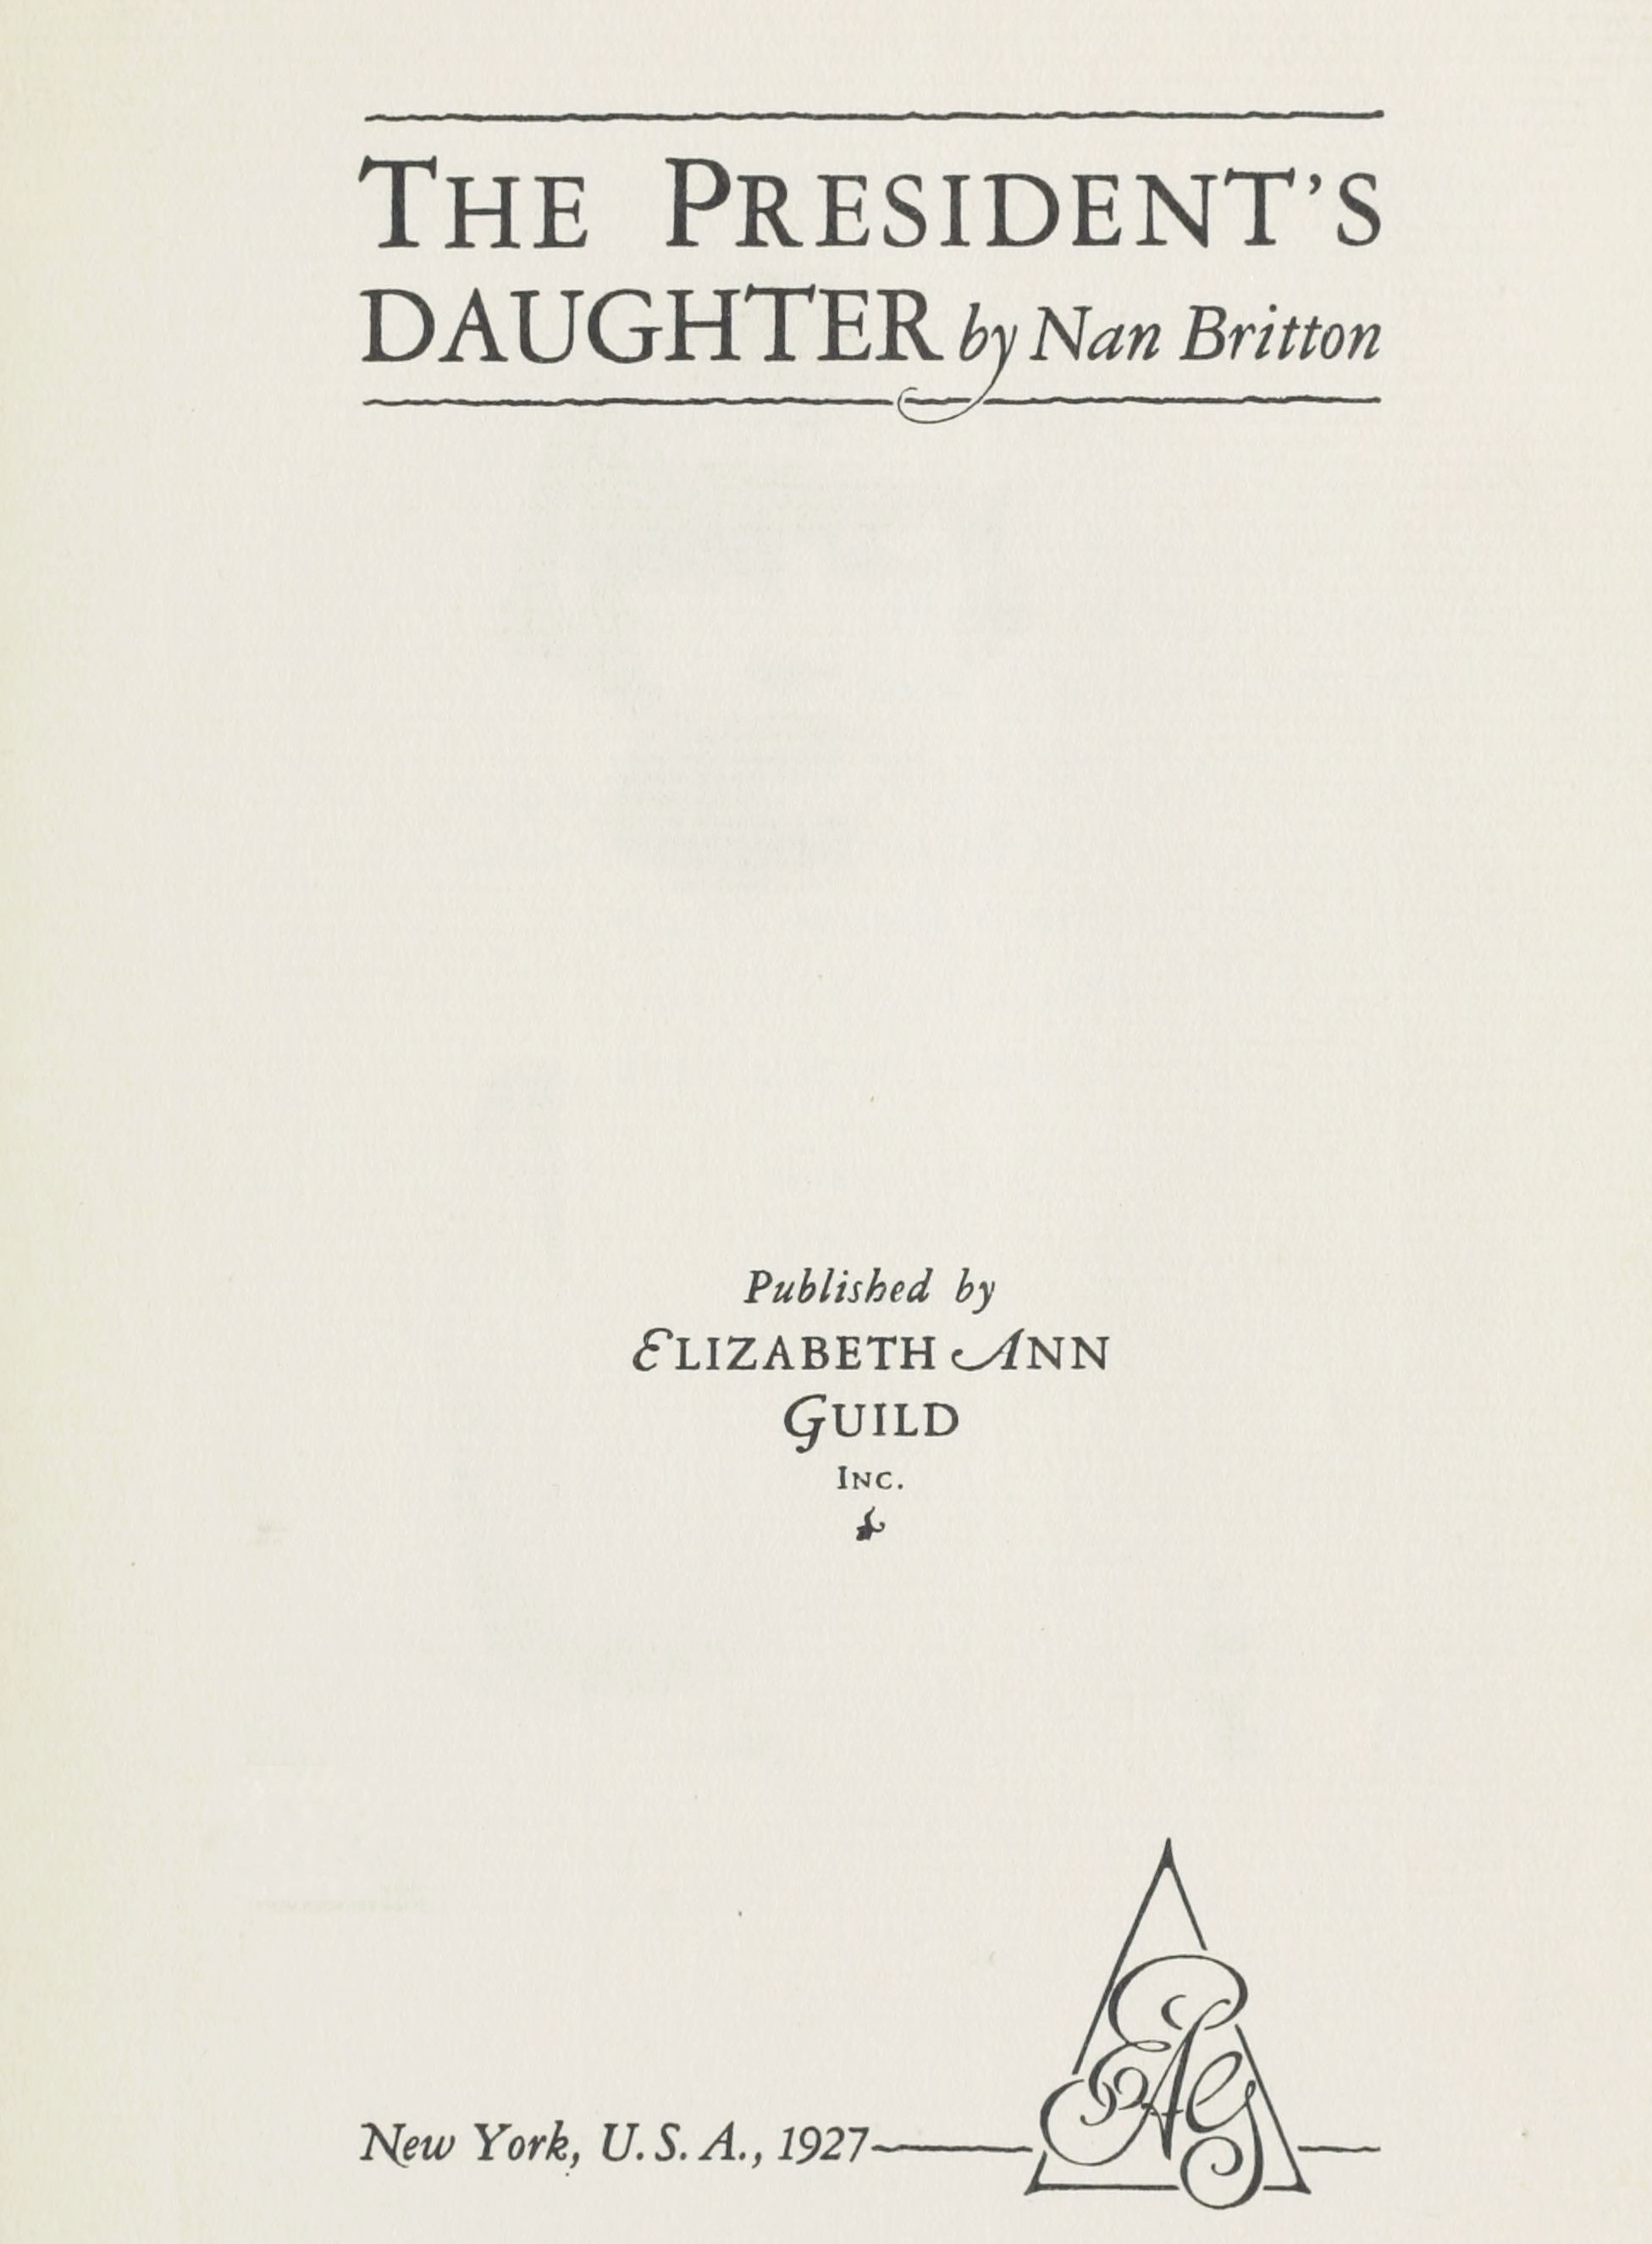 THE PRESIDENT'S
DAUGHTER by Nan Britton
Published by
ELIZABETH ANN
GUILD
INC.
New York, U.S.A., 1927
EAG